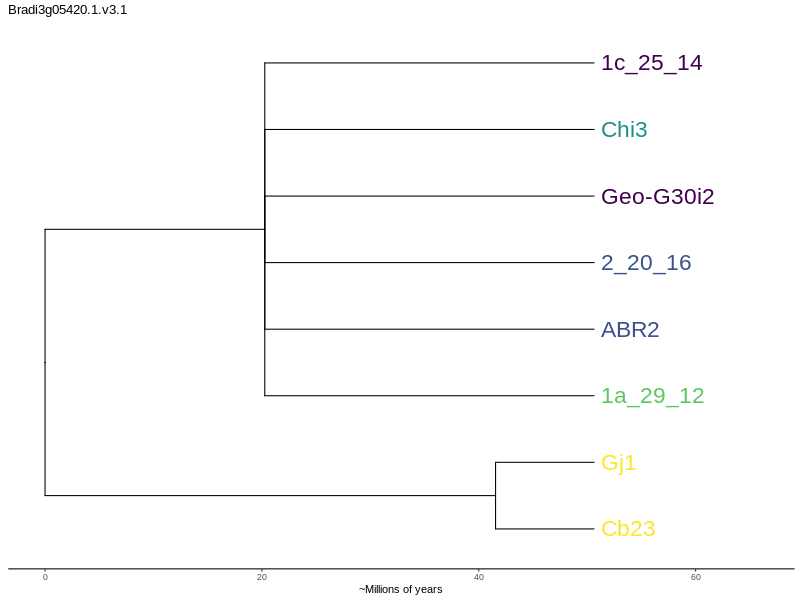 Bradi3g05420.1.v3.1
1c_25_14
Chi3
Geo-G30i2
2_20_16
ABR2
1a_29_12
Gj1
Cb23
0 20 40 60
~Millions of years